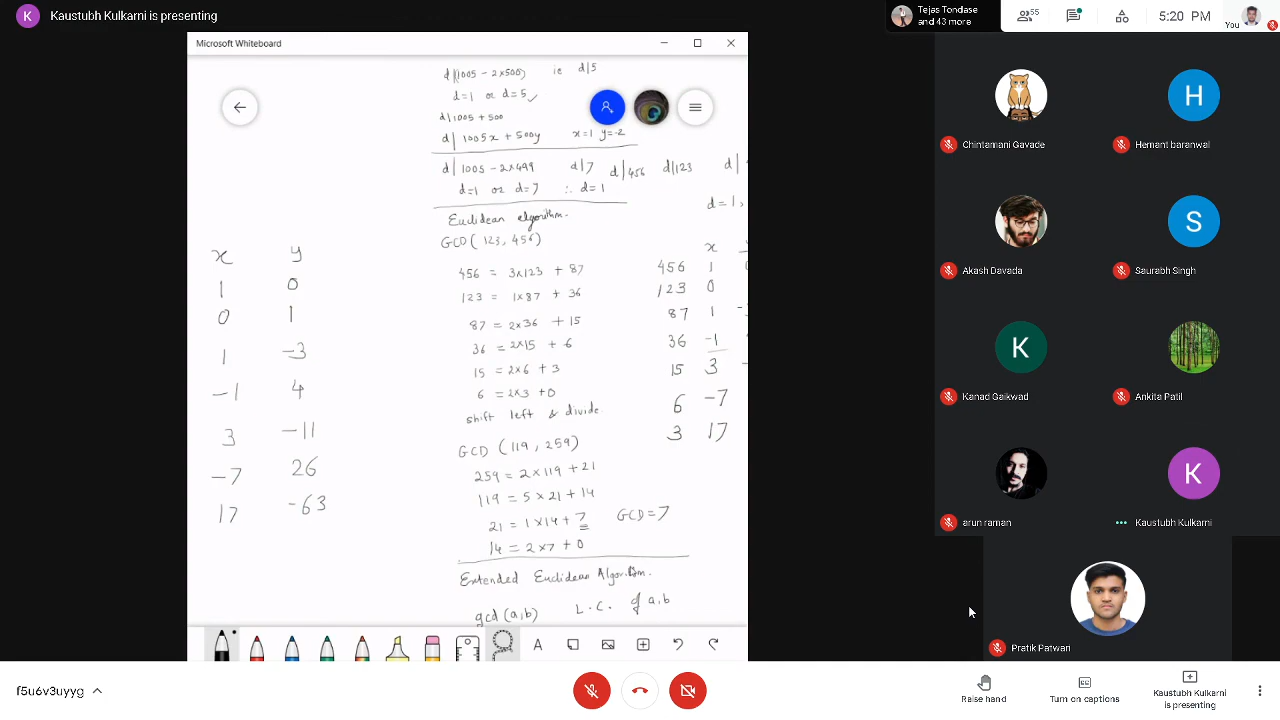 K Kaustubh Kulkarni is presenting
Tejas Tondase
and 43 more
55
5:20 PM
You
Microsoft Whiteboard
d|(1005 - 2x500) ie d|5
d=1 or d=5 ✓
d|1005 + 500
d| 1005x + 500y x=1 y=-2
d| 1005 - 2x499 d|7 d|456 d|123 d|
d=1 or d=7 ∴ d=1
d=1,
Euclidean algorithm.
GCD (123, 456)
456 = 3x123 + 87
123 = 1x87 + 36
87 = 2x36 + 15
36 = 2x15 + 6
15 = 2x6 + 3
6 = 2x3 + 0
shift left & divide.
GCD (119, 259)
259 = 2x119 + 21
119 = 5x21 + 14
21 = 1x14 + 7 GCD = 7
14 = 2x7 + 0
Extended Euclidean Algorithm.
gcd (a,b) L.C. of a,b
x y
1 0
0 1
1 -3
-1 4
3 -11
-7 26
17 -63
x
456 1
123 0
87 1
36 -1
15 3
6 -7
3 17
A
Chintamani Gavade
H
Hemant baranwal
Akash Davada
S
Saurabh Singh
K
Kanad Gaikwad
Ankita Patil
arun raman
K
Kaustubh Kulkarni
Pratik Patwari
f5u6v3uyyg
Raise hand
Turn on captions
Kaustubh Kulkarni
is presenting